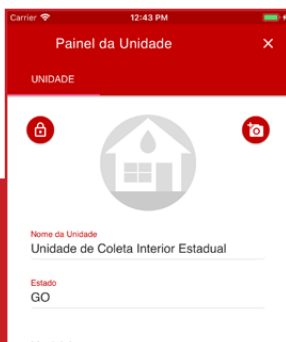 Carrier 12:43 PM
Painel da Unidade
UNIDADE
Nome da Unidade
Unidade de Coleta Interior Estadual
Estado
GO